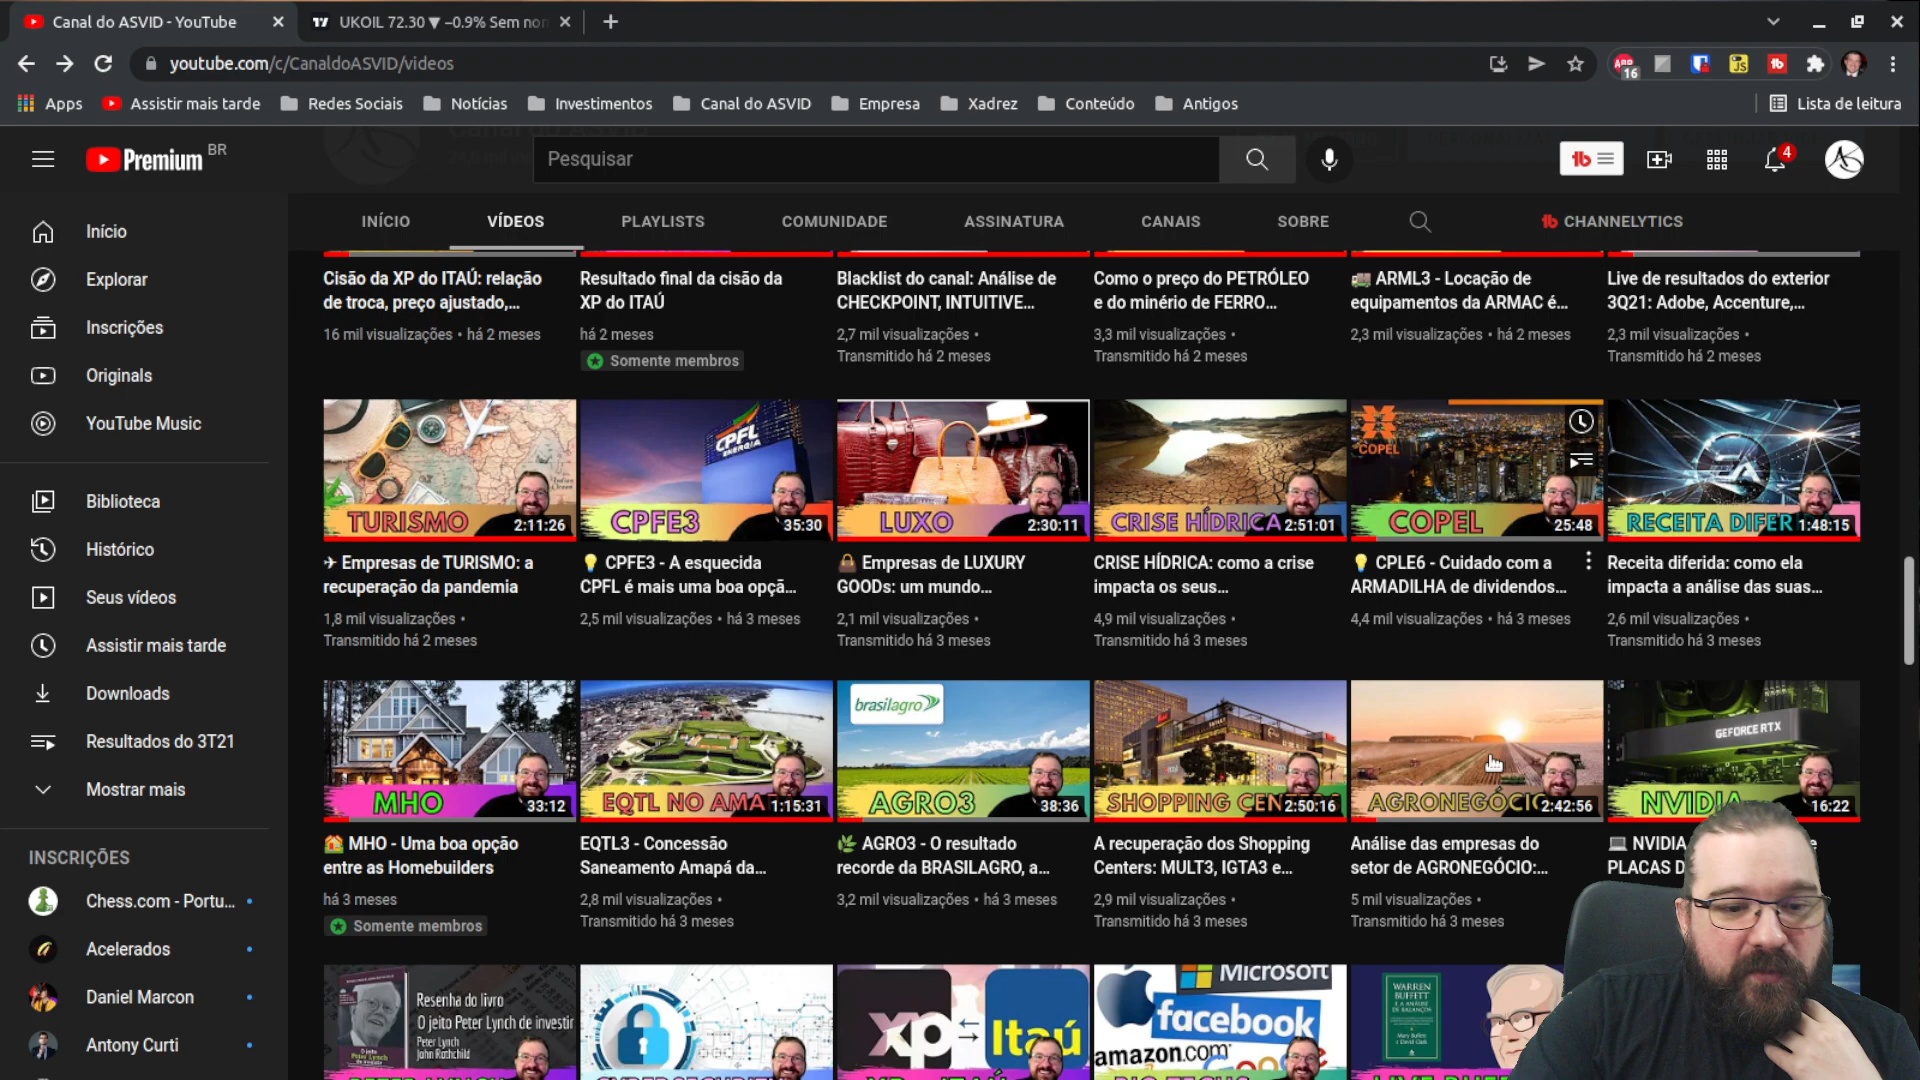 Canal do ASVID - YouTube
UKOIL 72.30 ▼ −0.9% Sem nom
youtube.com/c/CanaldoASVID/videos
16
Apps
Assistir mais tarde
Redes Sociais
Notícias
Investimentos
Canal do ASVID
Empresa
Xadrez
Conteúdo
Antigos
Lista de leitura
Premium BR
Pesquisar
4
INÍCIO
VÍDEOS
PLAYLISTS
COMUNIDADE
ASSINATURA
CANAIS
SOBRE
CHANNELYTICS
Início
Explorar
Inscrições
Originals
YouTube Music
Biblioteca
Histórico
Seus vídeos
Assistir mais tarde
Downloads
Resultados do 3T21
Mostrar mais
INSCRIÇÕES
Chess.com - Portu...
Acelerados
Daniel Marcon
Antony Curti
Cisão da XP do ITAÚ: relação
de troca, preço ajustado,...
16 mil visualizações • há 2 meses
Resultado final da cisão da
XP do ITAÚ
há 2 meses
Somente membros
Blacklist do canal: Análise de
CHECKPOINT, INTUITIVE...
2,7 mil visualizações •
Transmitido há 2 meses
Como o preço do PETRÓLEO
e do minério de FERRO...
3,3 mil visualizações •
Transmitido há 2 meses
🚚 ARML3 - Locação de
equipamentos da ARMAC é...
2,3 mil visualizações • há 2 meses
Live de resultados do exterior
3Q21: Adobe, Accenture,...
2,3 mil visualizações •
Transmitido há 2 meses
TURISMO
2:11:26
✈ Empresas de TURISMO: a
recuperação da pandemia
1,8 mil visualizações •
Transmitido há 2 meses
CPFL
ENERGIA
CPFE3
35:30
💡 CPFE3 - A esquecida
CPFL é mais uma boa opçã...
2,5 mil visualizações • há 3 meses
LUXO
2:30:11
👜 Empresas de LUXURY
GOODs: um mundo...
2,1 mil visualizações •
Transmitido há 3 meses
CRISE HÍDRICA
2:51:01
CRISE HÍDRICA: como a crise
impacta os seus...
4,9 mil visualizações •
Transmitido há 3 meses
COPEL
COPEL
25:48
💡 CPLE6 - Cuidado com a
ARMADILHA de dividendos...
4,4 mil visualizações • há 3 meses
RECEITA DIFER
1:48:15
Receita diferida: como ela
impacta a análise das suas...
2,6 mil visualizações •
Transmitido há 3 meses
MHO
33:12
🏠 MHO - Uma boa opção
entre as Homebuilders
há 3 meses
Somente membros
EQTL NO AMA
1:15:31
EQTL3 - Concessão
Saneamento Amapá da...
2,8 mil visualizações •
Transmitido há 3 meses
brasilagro
AGRO3
38:36
🌿 AGRO3 - O resultado
recorde da BRASILAGRO, a...
3,2 mil visualizações • há 3 meses
SHOPPING CEN
2:50:16
A recuperação dos Shopping
Centers: MULT3, IGTA3 e...
2,9 mil visualizações •
Transmitido há 3 meses
AGRONEGÓCIO
2:42:56
Análise das empresas do
setor de AGRONEGÓCIO:...
5 mil visualizações •
Transmitido há 3 meses
GEFORCE RTX
NVIDIA
16:22
💻 NVIDIA
PLACAS D
Resenha do livro
O jeito Peter Lynch de investir
Peter Lynch
John Rothchild
xp
Itaú
Microsoft
facebook
amazon.com
Google
WARREN
BUFFETT
E A ANÁLISE
DE BALANÇOS